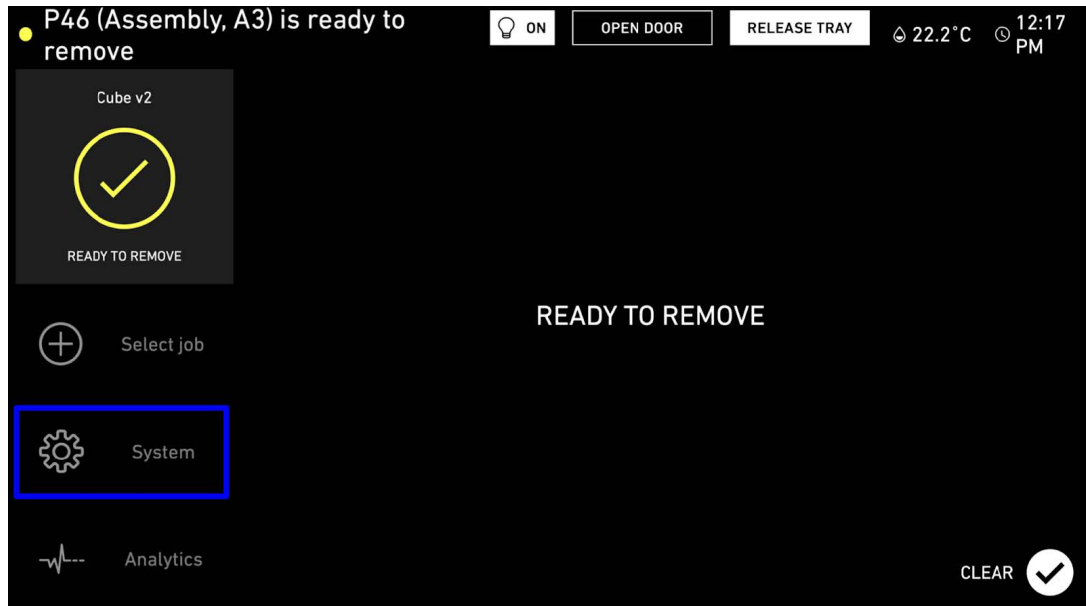 P46 (Assembly, A3) is ready to
remove
ON
OPEN DOOR
RELEASE TRAY
22.2°C
12:17
PM
Cube v2
READY TO REMOVE
Select job
System
Analytics
READY TO REMOVE
CLEAR